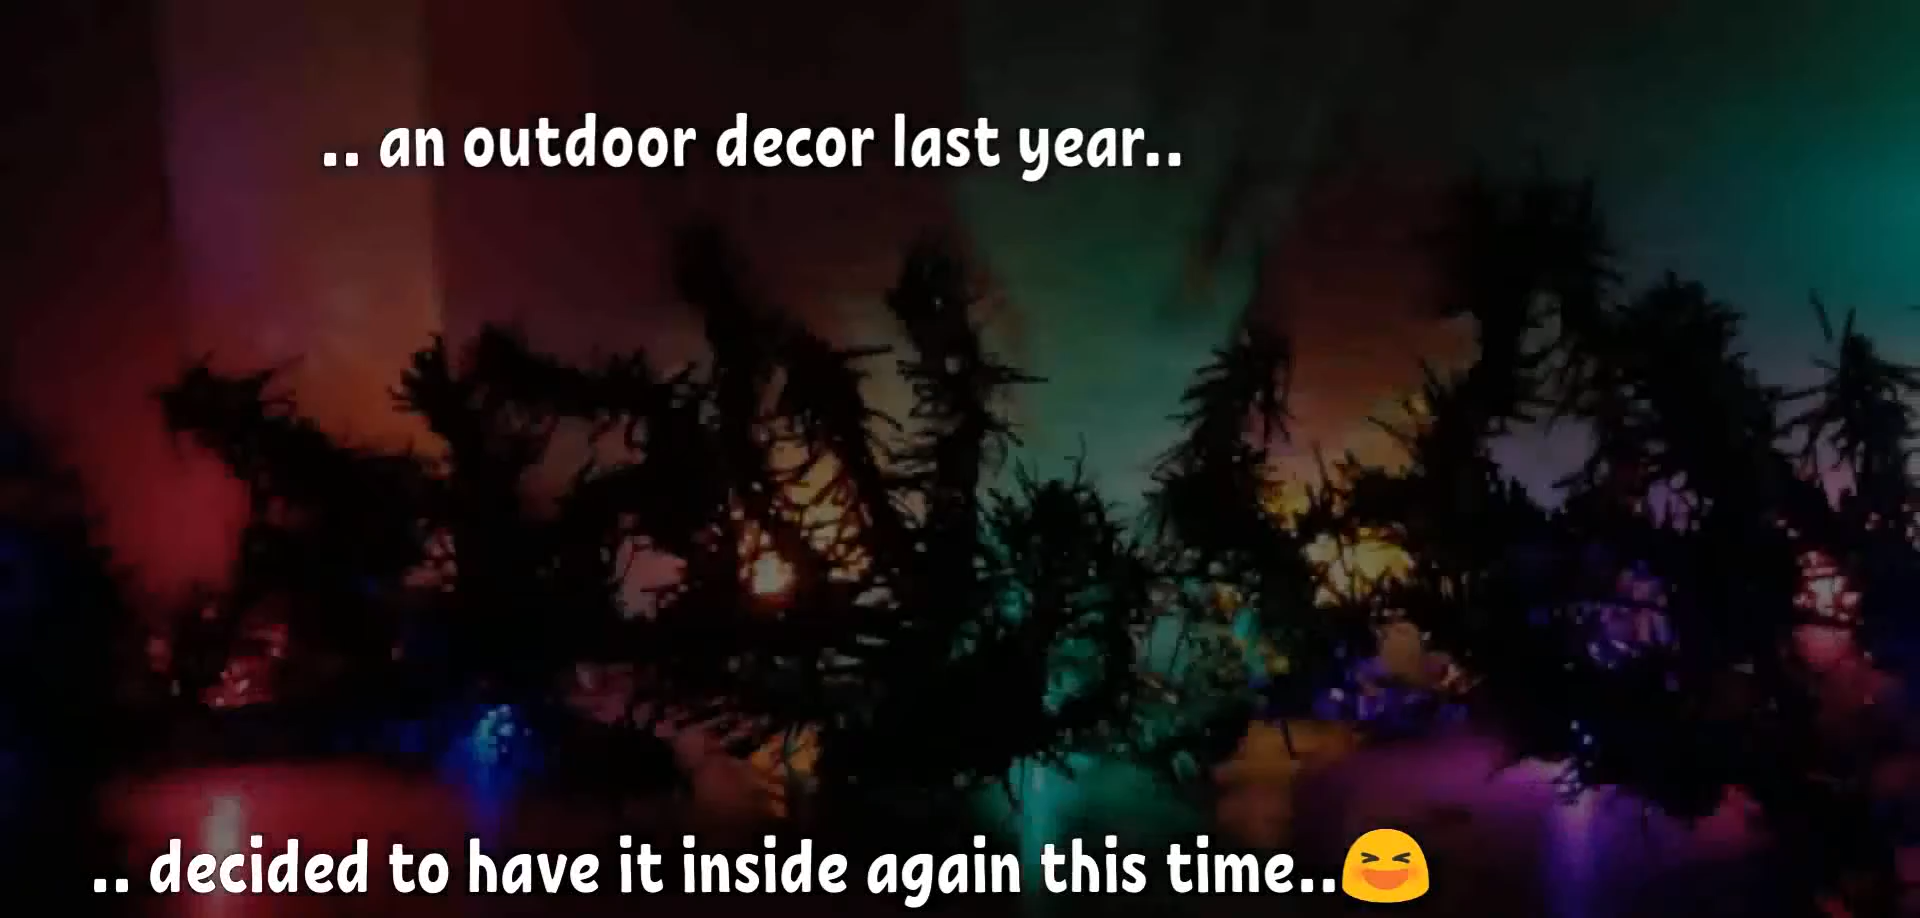 .. an outdoor decor last year..
.. decided to have it inside again this time..😆